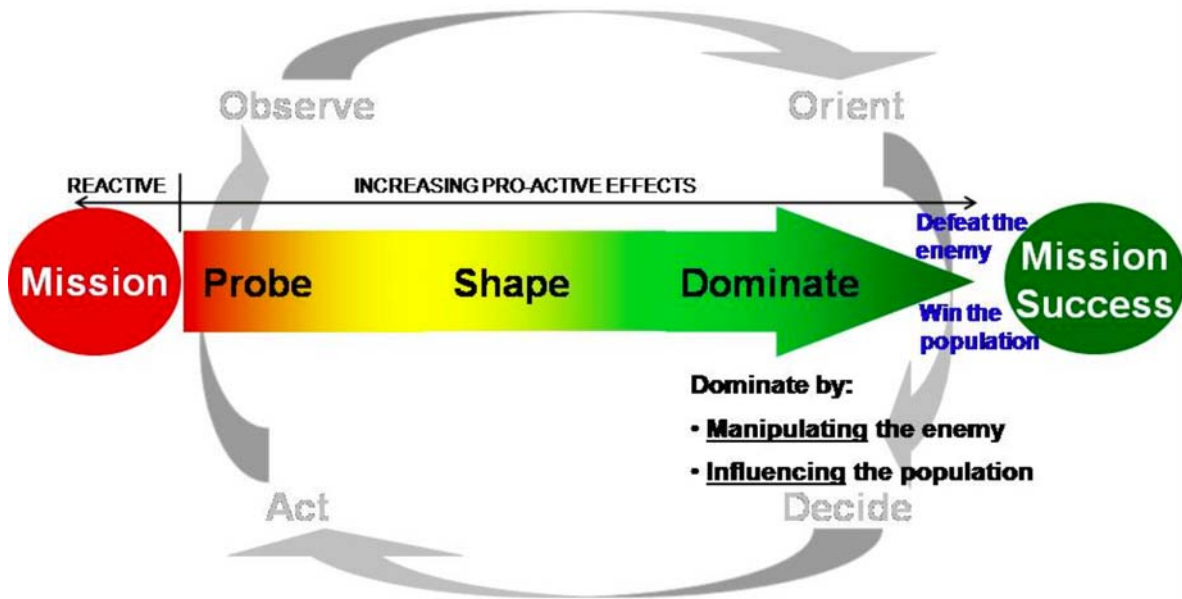 Observe
Orient
REACTIVE
INCREASING PRO-ACTIVE EFFECTS
Mission
Probe
Shape
Dominate
Defeat the
enemy
Win the
population
Mission
Success
Dominate by:
• Manipulating the enemy
• Influencing the population
Act
Decide